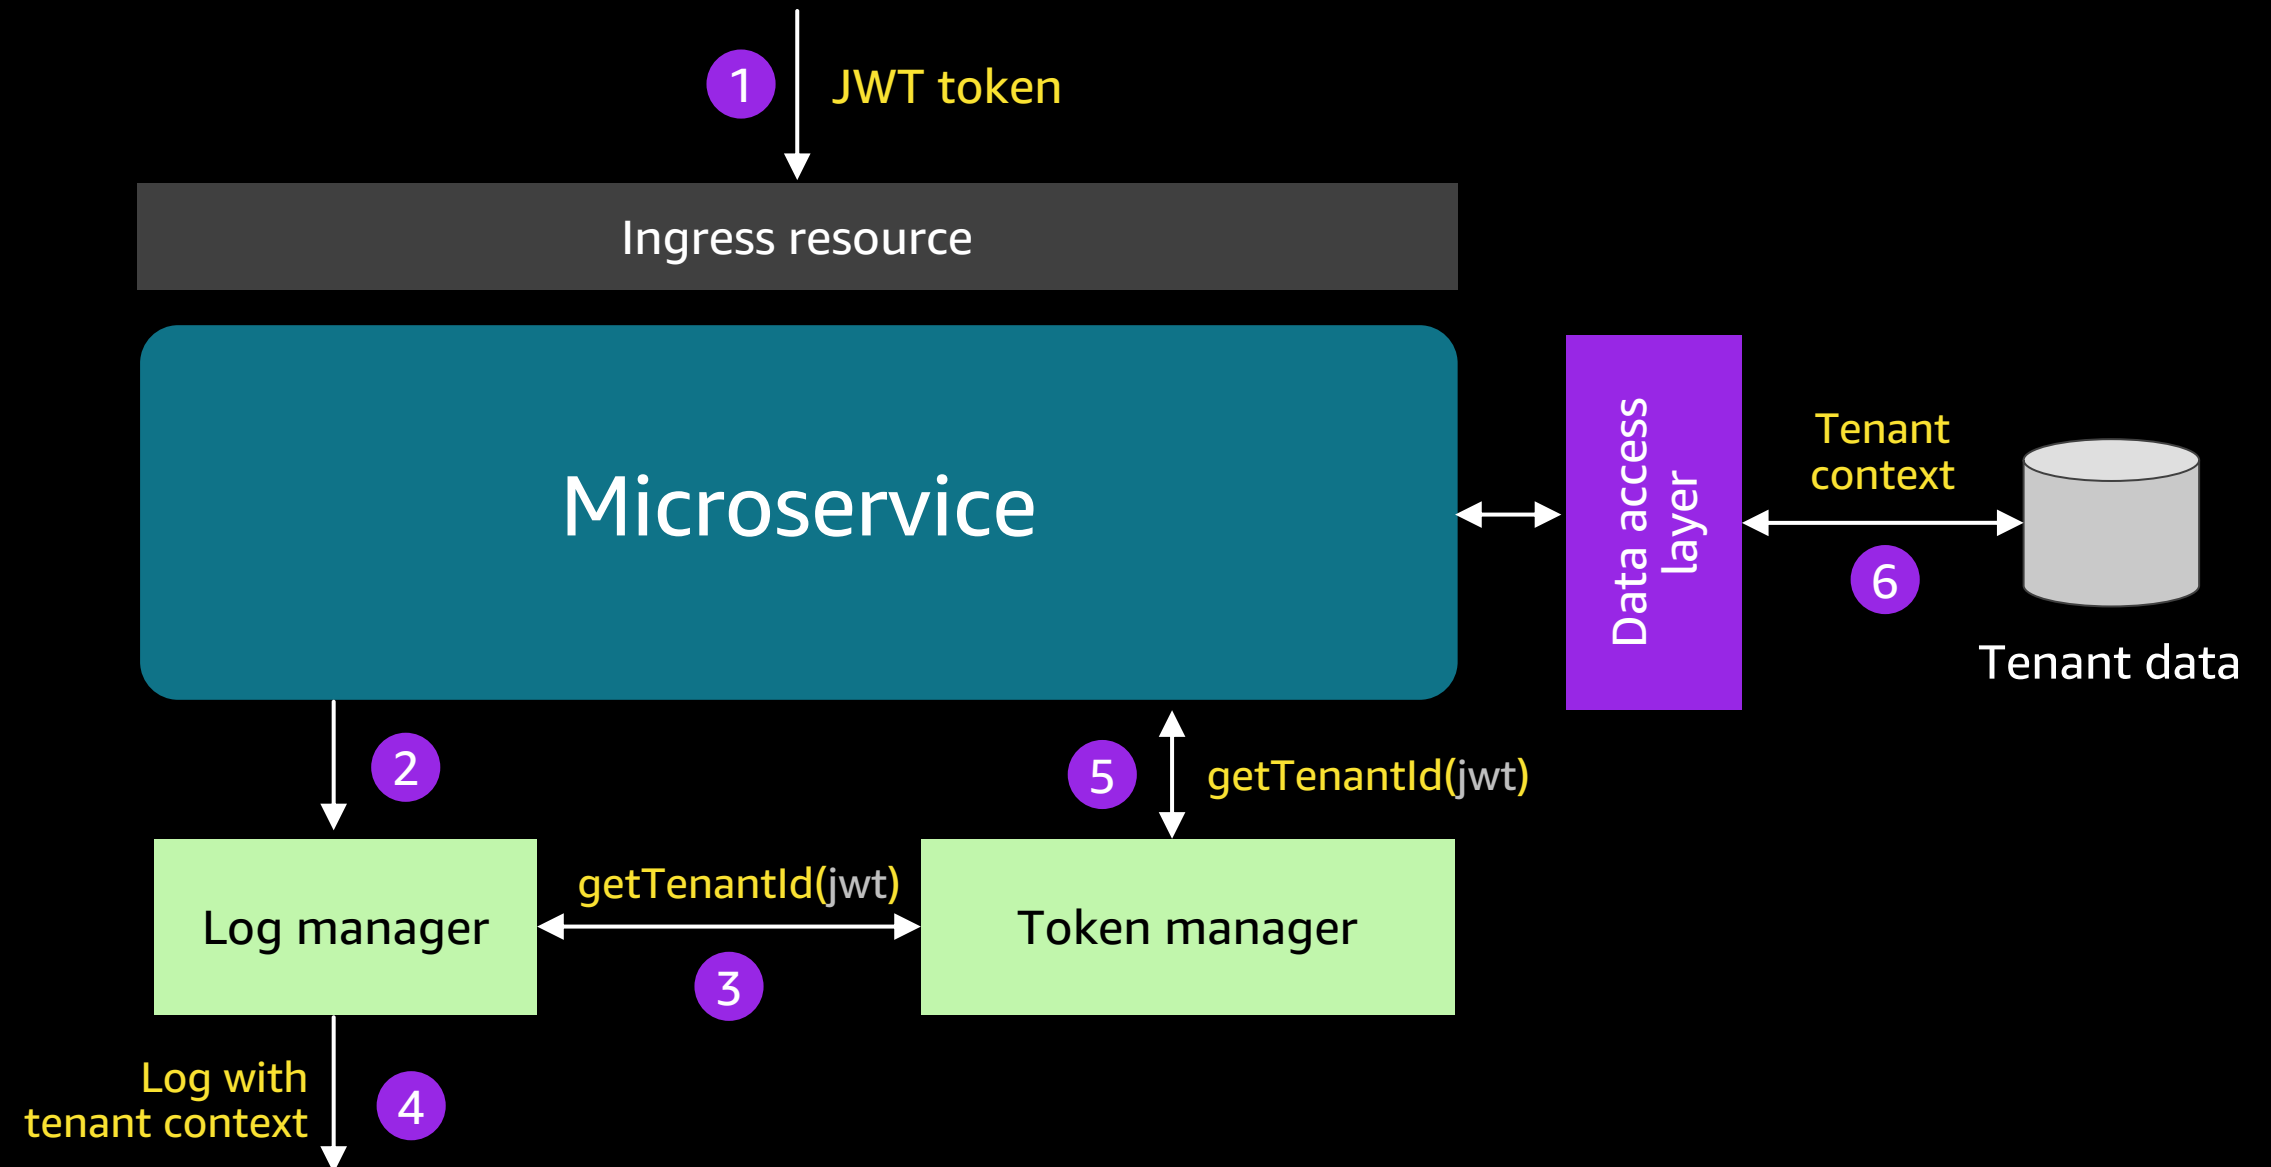 1
JWT token
Ingress resource
Microservice
Data access
layer
Tenant
context
6
Tenant data
2
5
getTenantId(jwt)
getTenantId(jwt)
Log manager
Token manager
3
Log with
tenant context
4